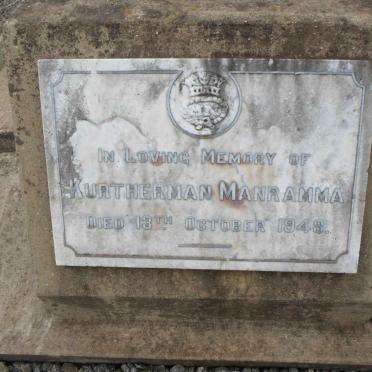 In Loving Memory of
Kurtherman Manramma
Died 13th October 1948.